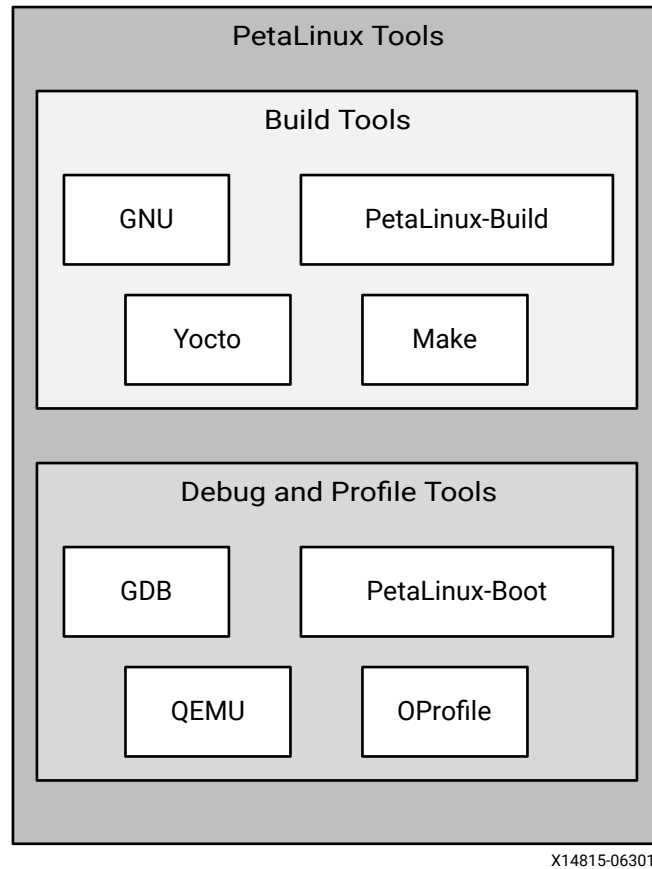 PetaLinux Tools
Build Tools
GNU
PetaLinux-Build
Yocto
Make
Debug and Profile Tools
GDB
PetaLinux-Boot
QEMU
OProfile
X14815-06301